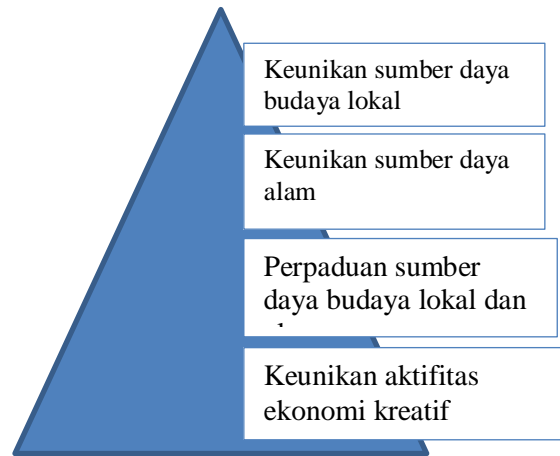 Keunikan sumber daya
budaya lokal
Keunikan sumber daya
alam
Perpaduan sumber
daya budaya lokal dan
Keunikan aktifitas
ekonomi kreatif